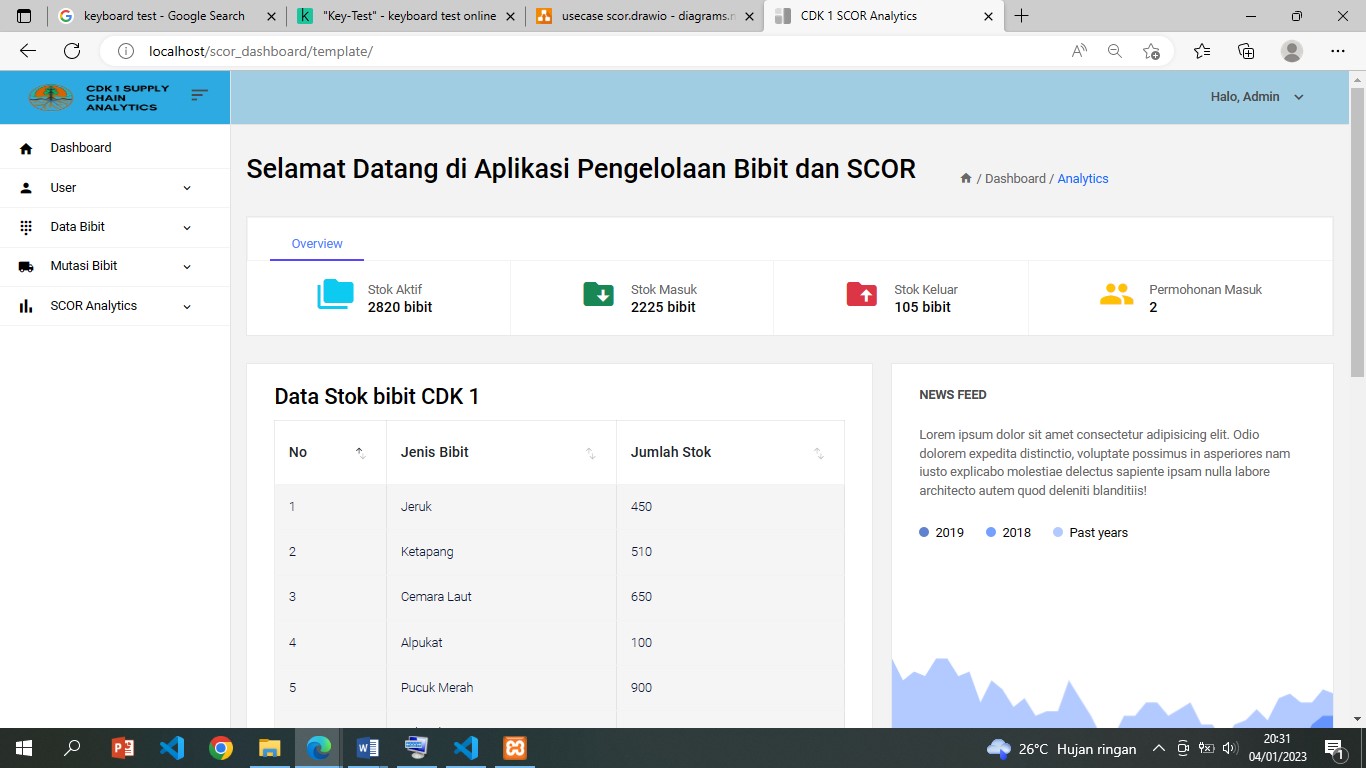 keyboard test - Google Search
"Key-Test" - keyboard test online
usecase scor.drawio - diagrams.n
CDK 1 SCOR Analytics
localhost/scor_dashboard/template/
CDK 1 SUPPLY
CHAIN
ANALYTICS
Halo, Admin
Dashboard
User
Data Bibit
Mutasi Bibit
SCOR Analytics
Selamat Datang di Aplikasi Pengelolaan Bibit dan SCOR
/ Dashboard / Analytics
Overview
Stok Aktif
2820 bibit
Stok Masuk
2225 bibit
Stok Keluar
105 bibit
Permohonan Masuk
2
Data Stok bibit CDK 1
No Jenis Bibit Jumlah Stok
1 Jeruk 450
2 Ketapang 510
3 Cemara Laut 650
4 Alpukat 100
5 Pucuk Merah 900
NEWS FEED
Lorem ipsum dolor sit amet consectetur adipisicing elit. Odio
dolorem expedita distinctio, voluptate possimus in asperiores nam
iusto explicabo molestiae delectus sapiente ipsam nulla labore
architecto autem quod deleniti blanditiis!
2019 2018 Past years
26°C Hujan ringan
20:31
04/01/2023
1